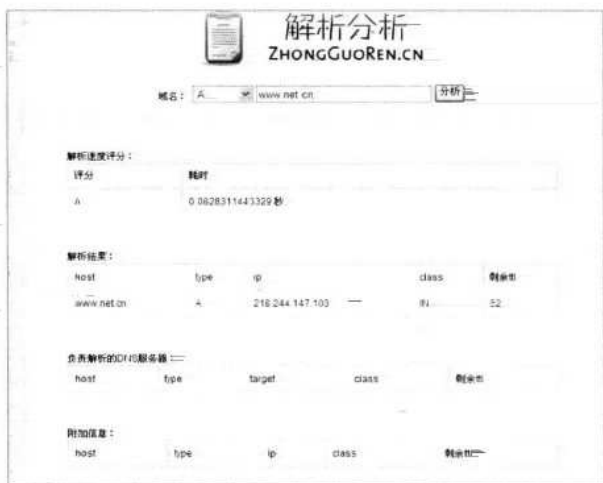 解析分析
ZHONGGUOREN.CN
域名： A www.net.cn 分析
解析速度评分：
评分 耗时
A 0.0628311443329 秒
解析结果：
host type ip class 剩余ttl
www.net.cn A 218.244.147.103 IN 52
负责解析的DNS服务器
host type target class 剩余ttl
附加信息：
host type ip class 剩余ttl